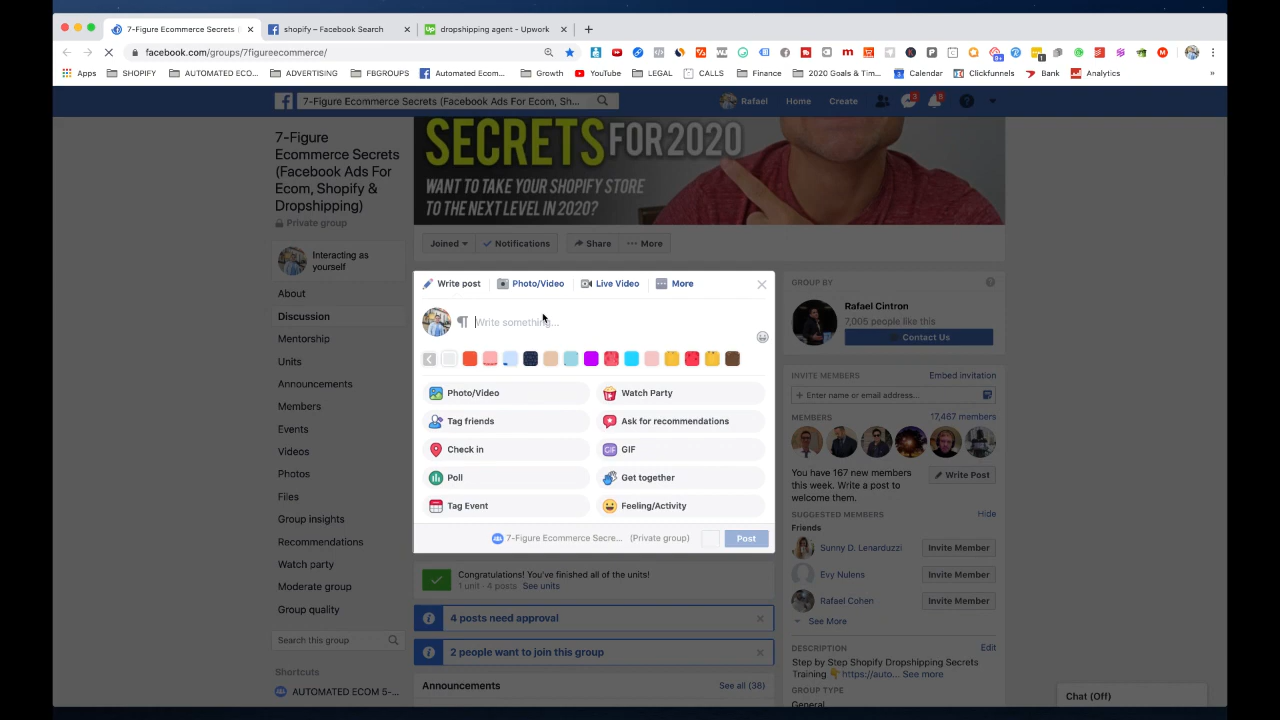 7-Figure Ecommerce Secrets |
shopify – Facebook Search
dropshipping agent - Upwork
facebook.com/groups/7figureecommerce/
Apps
SHOPIFY
AUTOMATED ECO...
ADVERTISING
FBGROUPS
Automated Ecom...
Growth
YouTube
LEGAL
CALLS
Finance
2020 Goals & Tim...
Calendar
Clickfunnels
Bank
Analytics
7-Figure Ecommerce Secrets (Facebook Ads For Ecom, Sh...
Rafael
Home
Create
3
8
7-Figure
Ecommerce Secrets
(Facebook Ads For
Ecom, Shopify &
Dropshipping)
Private group
SECRETS FOR 2020
WANT TO TAKE YOUR SHOPIFY STORE
TO THE NEXT LEVEL IN 2020?
Joined
Notifications
Share
More
Interacting as
yourself
About
Discussion
Mentorship
Units
Announcements
Members
Events
Videos
Photos
Files
Group insights
Recommendations
Watch party
Moderate group
Group quality
Search this group
Shortcuts
AUTOMATED ECOM 5-...
Write post
Photo/Video
Live Video
More
Write something...
Photo/Video
Watch Party
Tag friends
Ask for recommendations
Check in
GIF
Poll
Get together
Tag Event
Feeling/Activity
7-Figure Ecommerce Secre...
(Private group)
Post
Congratulations! You've finished all of the units!
1 unit · 4 posts See units
4 posts need approval
2 people want to join this group
Announcements
See all (38)
GROUP BY
Rafael Cintron
7,005 people like this
Contact Us
INVITE MEMBERS
Embed invitation
+ Enter name or email address...
MEMBERS
17,467 members
You have 167 new members
this week. Write a post to
welcome them.
Write Post
SUGGESTED MEMBERS
Hide
Friends
Sunny D. Lenarduzzi
Invite Member
Evy Nulens
Invite Member
Rafael Cohen
Invite Member
See More
DESCRIPTION
Edit
Step by Step Shopify Dropshipping Secrets
Training 👇https://auto... See more
GROUP TYPE
General
Chat (Off)